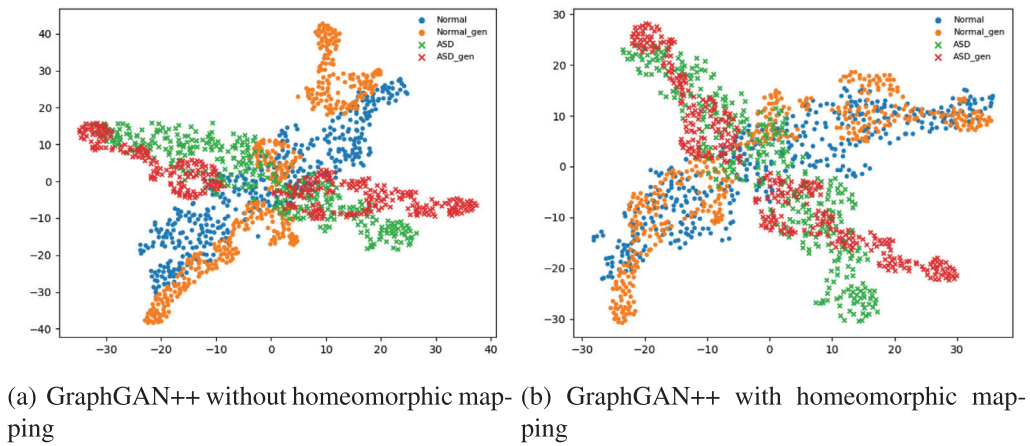 Normal
Normal_gen
ASD
ASD_gen
40
30
20
10
0
−10
−20
−30
−40
−30
−20
−10
0
10
20
30
40
Normal
Normal_gen
ASD
ASD_gen
30
20
10
0
−10
−20
−30
−30
−20
−10
0
10
20
30
(a) GraphGAN++ without homeomorphic map-
ping
(b) GraphGAN++ with homeomorphic map-
ping